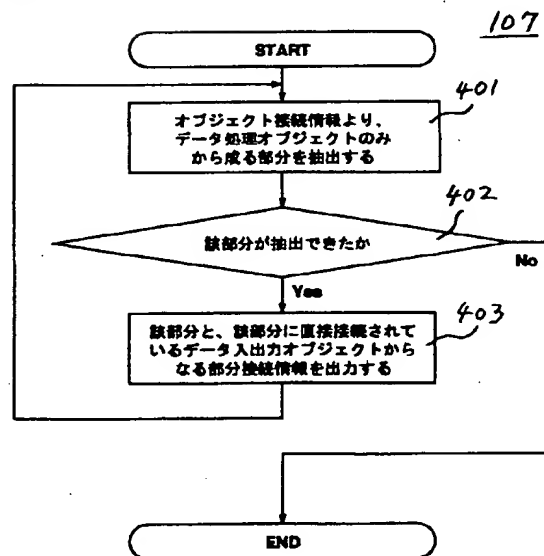 107
START
401
オブジェクト接続情報より、
データ処理オブジェクトのみ
から成る部分を抽出する
402
該部分が抽出できたか
No
Yes
403
該部分と、該部分に直接接続されて
いるデータ入出力オブジェクトから
なる部分接続情報を出力する
END